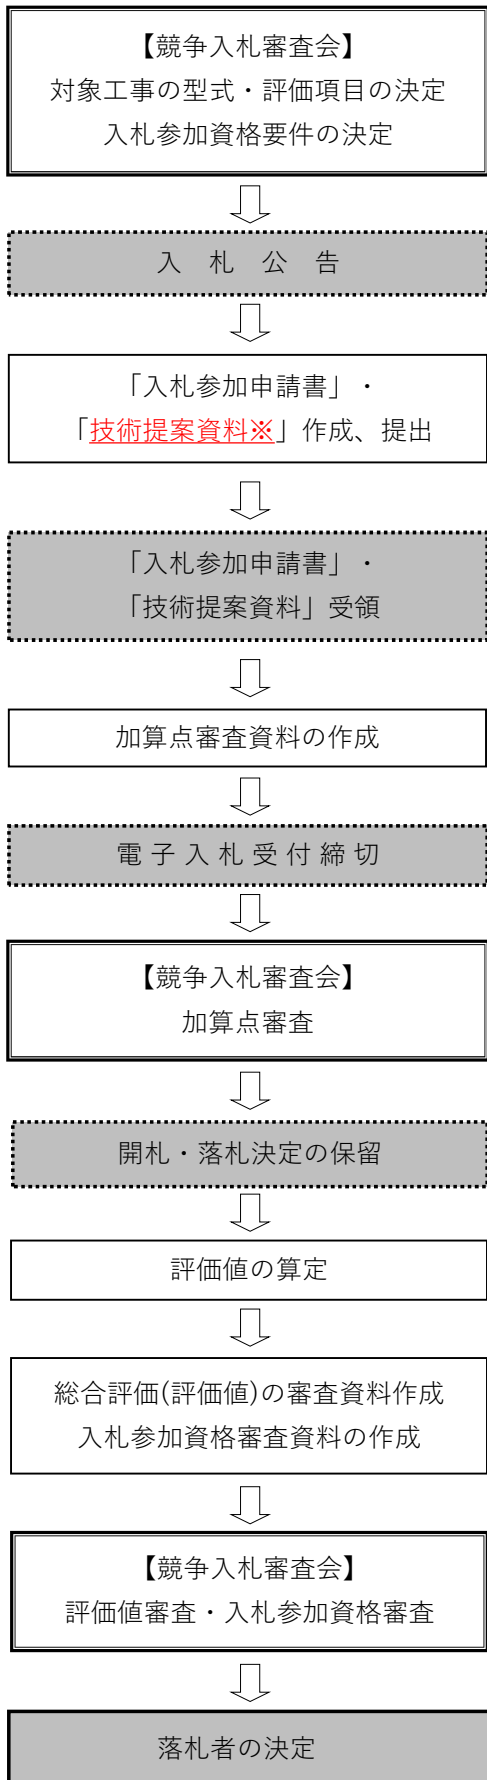 【競争入札審査会】
対象工事の型式・評価項目の決定
入札参加資格要件の決定
入　札　公　告
「入札参加申請書」・
「技術提案資料※」作成、提出
「入札参加申請書」・
「技術提案資料」受領
加算点審査資料の作成
電 子 入 札 受 付 締 切
【競争入札審査会】
加算点審査
開札・落札決定の保留
評価値の算定
総合評価(評価値)の審査資料作成
入札参加資格審査資料の作成
【競争入札審査会】
評価値審査・入札参加資格審査
落札者の決定